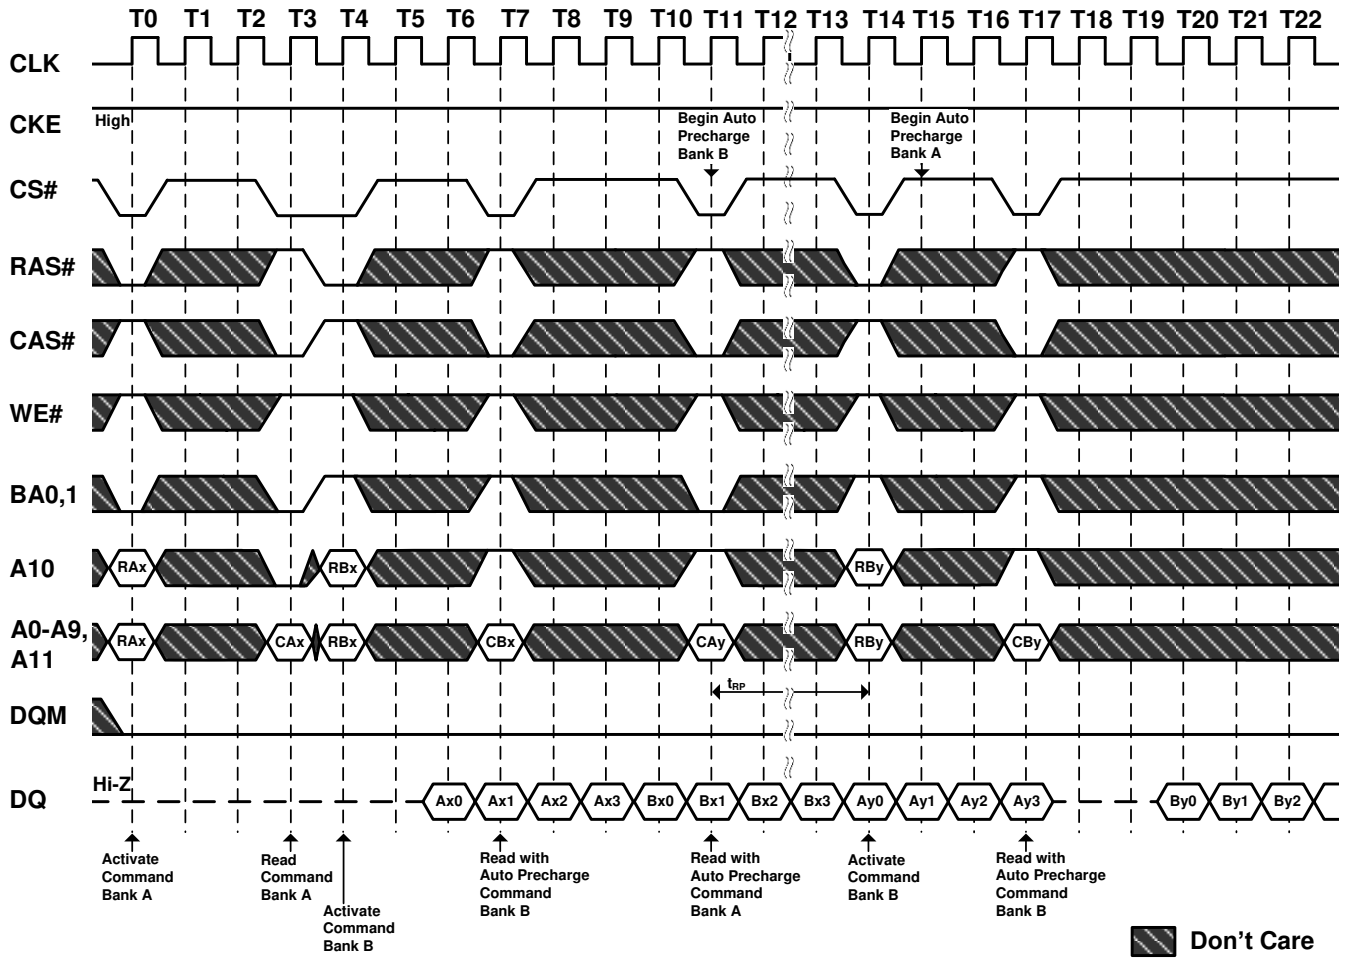 T0 T1 T2 T3 T4 T5 T6 T7 T8 T9 T10 T11 T12 T13 T14 T15 T16 T17 T18 T19 T20 T21 T22
CLK
CKE
High
Begin Auto
Precharge
Bank B
Begin Auto
Precharge
Bank A
CS#
RAS#
CAS#
WE#
BA0,1
A10
RAx RBx RBy
A0-A9,
A11
RAx CAx RBx CBx CAy RBy CBy
tRP
DQM
Hi-Z
DQ
Ax0 Ax1 Ax2 Ax3 Bx0 Bx1 Bx2 Bx3 Ay0 Ay1 Ay2 Ay3 By0 By1 By2
Activate
Command
Bank A
Read
Command
Bank A
Activate
Command
Bank B
Read with
Auto Precharge
Command
Bank B
Read with
Auto Precharge
Command
Bank A
Activate
Command
Bank B
Read with
Auto Precharge
Command
Bank B
Don't Care